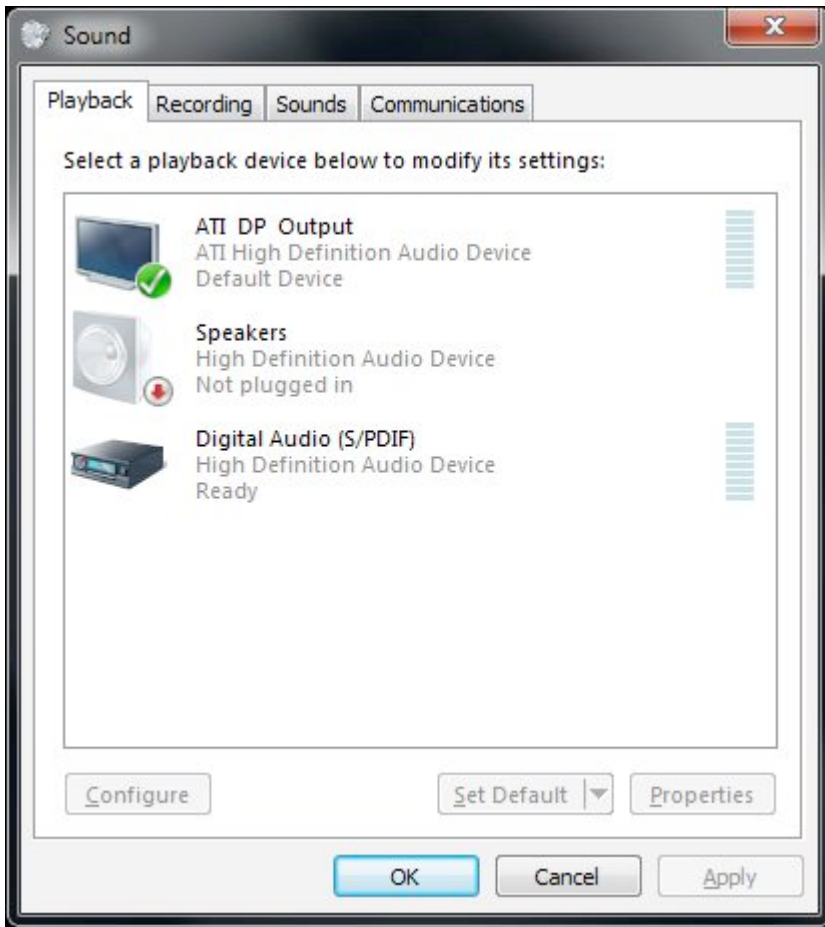 Sound
Playback Recording Sounds Communications
Select a playback device below to modify its settings:
ATI DP Output
ATI High Definition Audio Device
Default Device
Speakers
High Definition Audio Device
Not plugged in
Digital Audio (S/PDIF)
High Definition Audio Device
Ready
Configure Set Default Properties
OK Cancel Apply